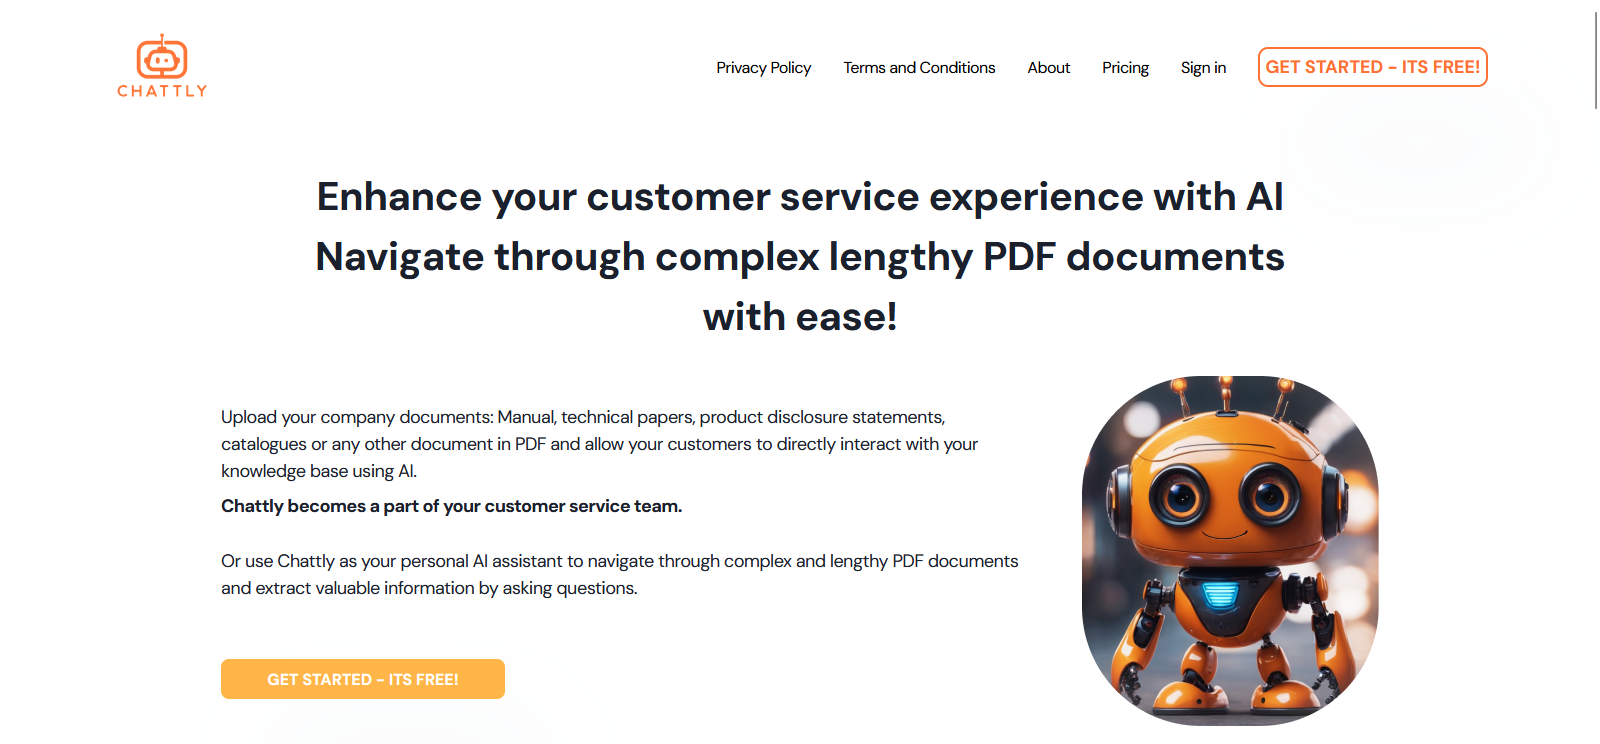 CHATTLY
Privacy Policy
Terms and Conditions
About
Pricing
Sign in
GET STARTED - ITS FREE!
Enhance your customer service experience with AI
Navigate through complex lengthy PDF documents
with ease!
Upload your company documents: Manual, technical papers, product disclosure statements,
catalogues or any other document in PDF and allow your customers to directly interact with your
knowledge base using AI.
Chattly becomes a part of your customer service team.
Or use Chattly as your personal AI assistant to navigate through complex and lengthy PDF documents
and extract valuable information by asking questions.
GET STARTED - ITS FREE!